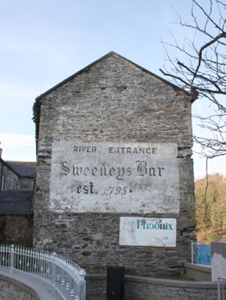 RIVER ENTRANCE
Sweeneys Bar
est. 1795.
Phoenix